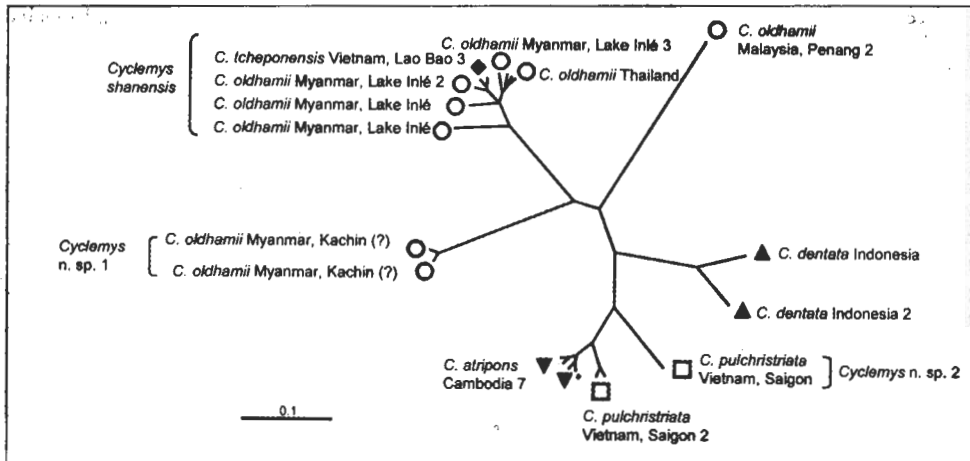 C. oldhamii
Malaysia, Penang 2
C. oldhamii Myanmar, Lake Inlé 3
Cyclemys
shanensis
C. tcheponensis Vietnam, Lao Bao 3
C. oldhamii Thailand
C. oldhamii Myanmar, Lake Inlé 2
C. oldhamii Myanmar, Lake Inlé
C. oldhamii Myanmar, Lake Inlé
Cyclemys
n. sp. 1
C. oldhamii Myanmar, Kachin (?)
C. oldhamii Myanmar, Kachin (?)
C. dentata Indonesia
C. dentata Indonesia 2
C. atripons
Cambodia 7
C. pulchristriata
Vietnam, Saigon
Cyclemys n. sp. 2
C. pulchristriata
Vietnam, Saigon 2
0.1